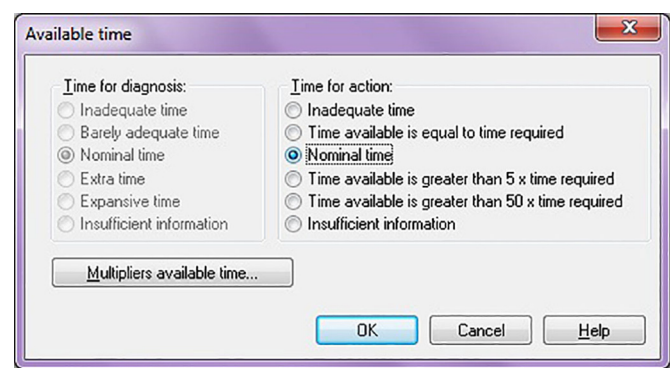 Available time
Time for diagnosis:
Inadequate time
Barely adequate time
Nominal time
Extra time
Expansive time
Insufficient information
Time for action:
Inadequate time
Time available is equal to time required
Nominal time
Time available is greater than 5 x time required
Time available is greater than 50 x time required
Insufficient information
Multipliers available time...
OK
Cancel
Help